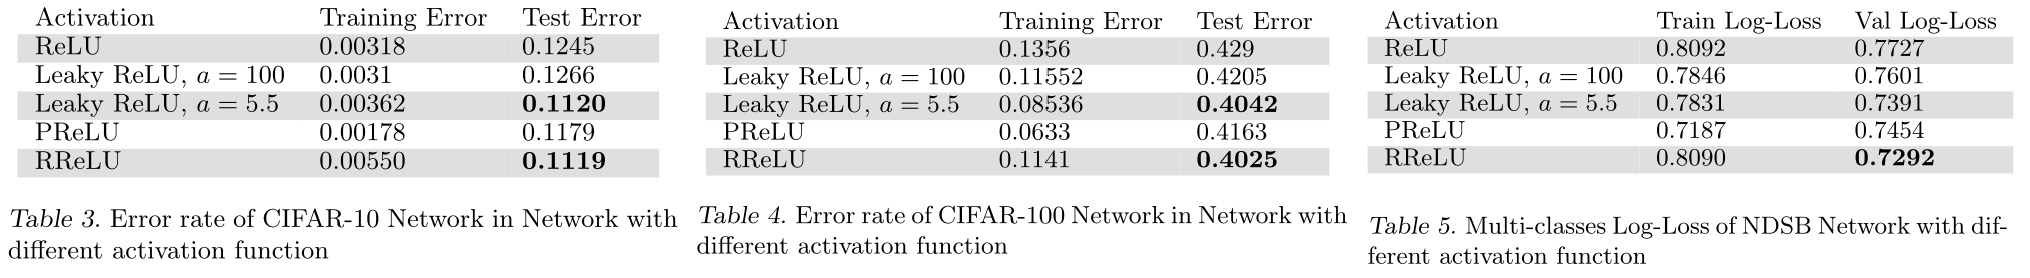 Activation Training Error Test Error
ReLU 0.00318 0.1245
Leaky ReLU, a = 100 0.0031 0.1266
Leaky ReLU, a = 5.5 0.00362 0.1120
PReLU 0.00178 0.1179
RReLU 0.00550 0.1119
Table 3. Error rate of CIFAR-10 Network in Network with
different activation function
Activation Training Error Test Error
ReLU 0.1356 0.429
Leaky ReLU, a = 100 0.11552 0.4205
Leaky ReLU, a = 5.5 0.08536 0.4042
PReLU 0.0633 0.4163
RReLU 0.1141 0.4025
Table 4. Error rate of CIFAR-100 Network in Network with
different activation function
Activation Train Log-Loss Val Log-Loss
ReLU 0.8092 0.7727
Leaky ReLU, a = 100 0.7846 0.7601
Leaky ReLU, a = 5.5 0.7831 0.7391
PReLU 0.7187 0.7454
RReLU 0.8090 0.7292
Table 5. Multi-classes Log-Loss of NDSB Network with dif-
ferent activation function